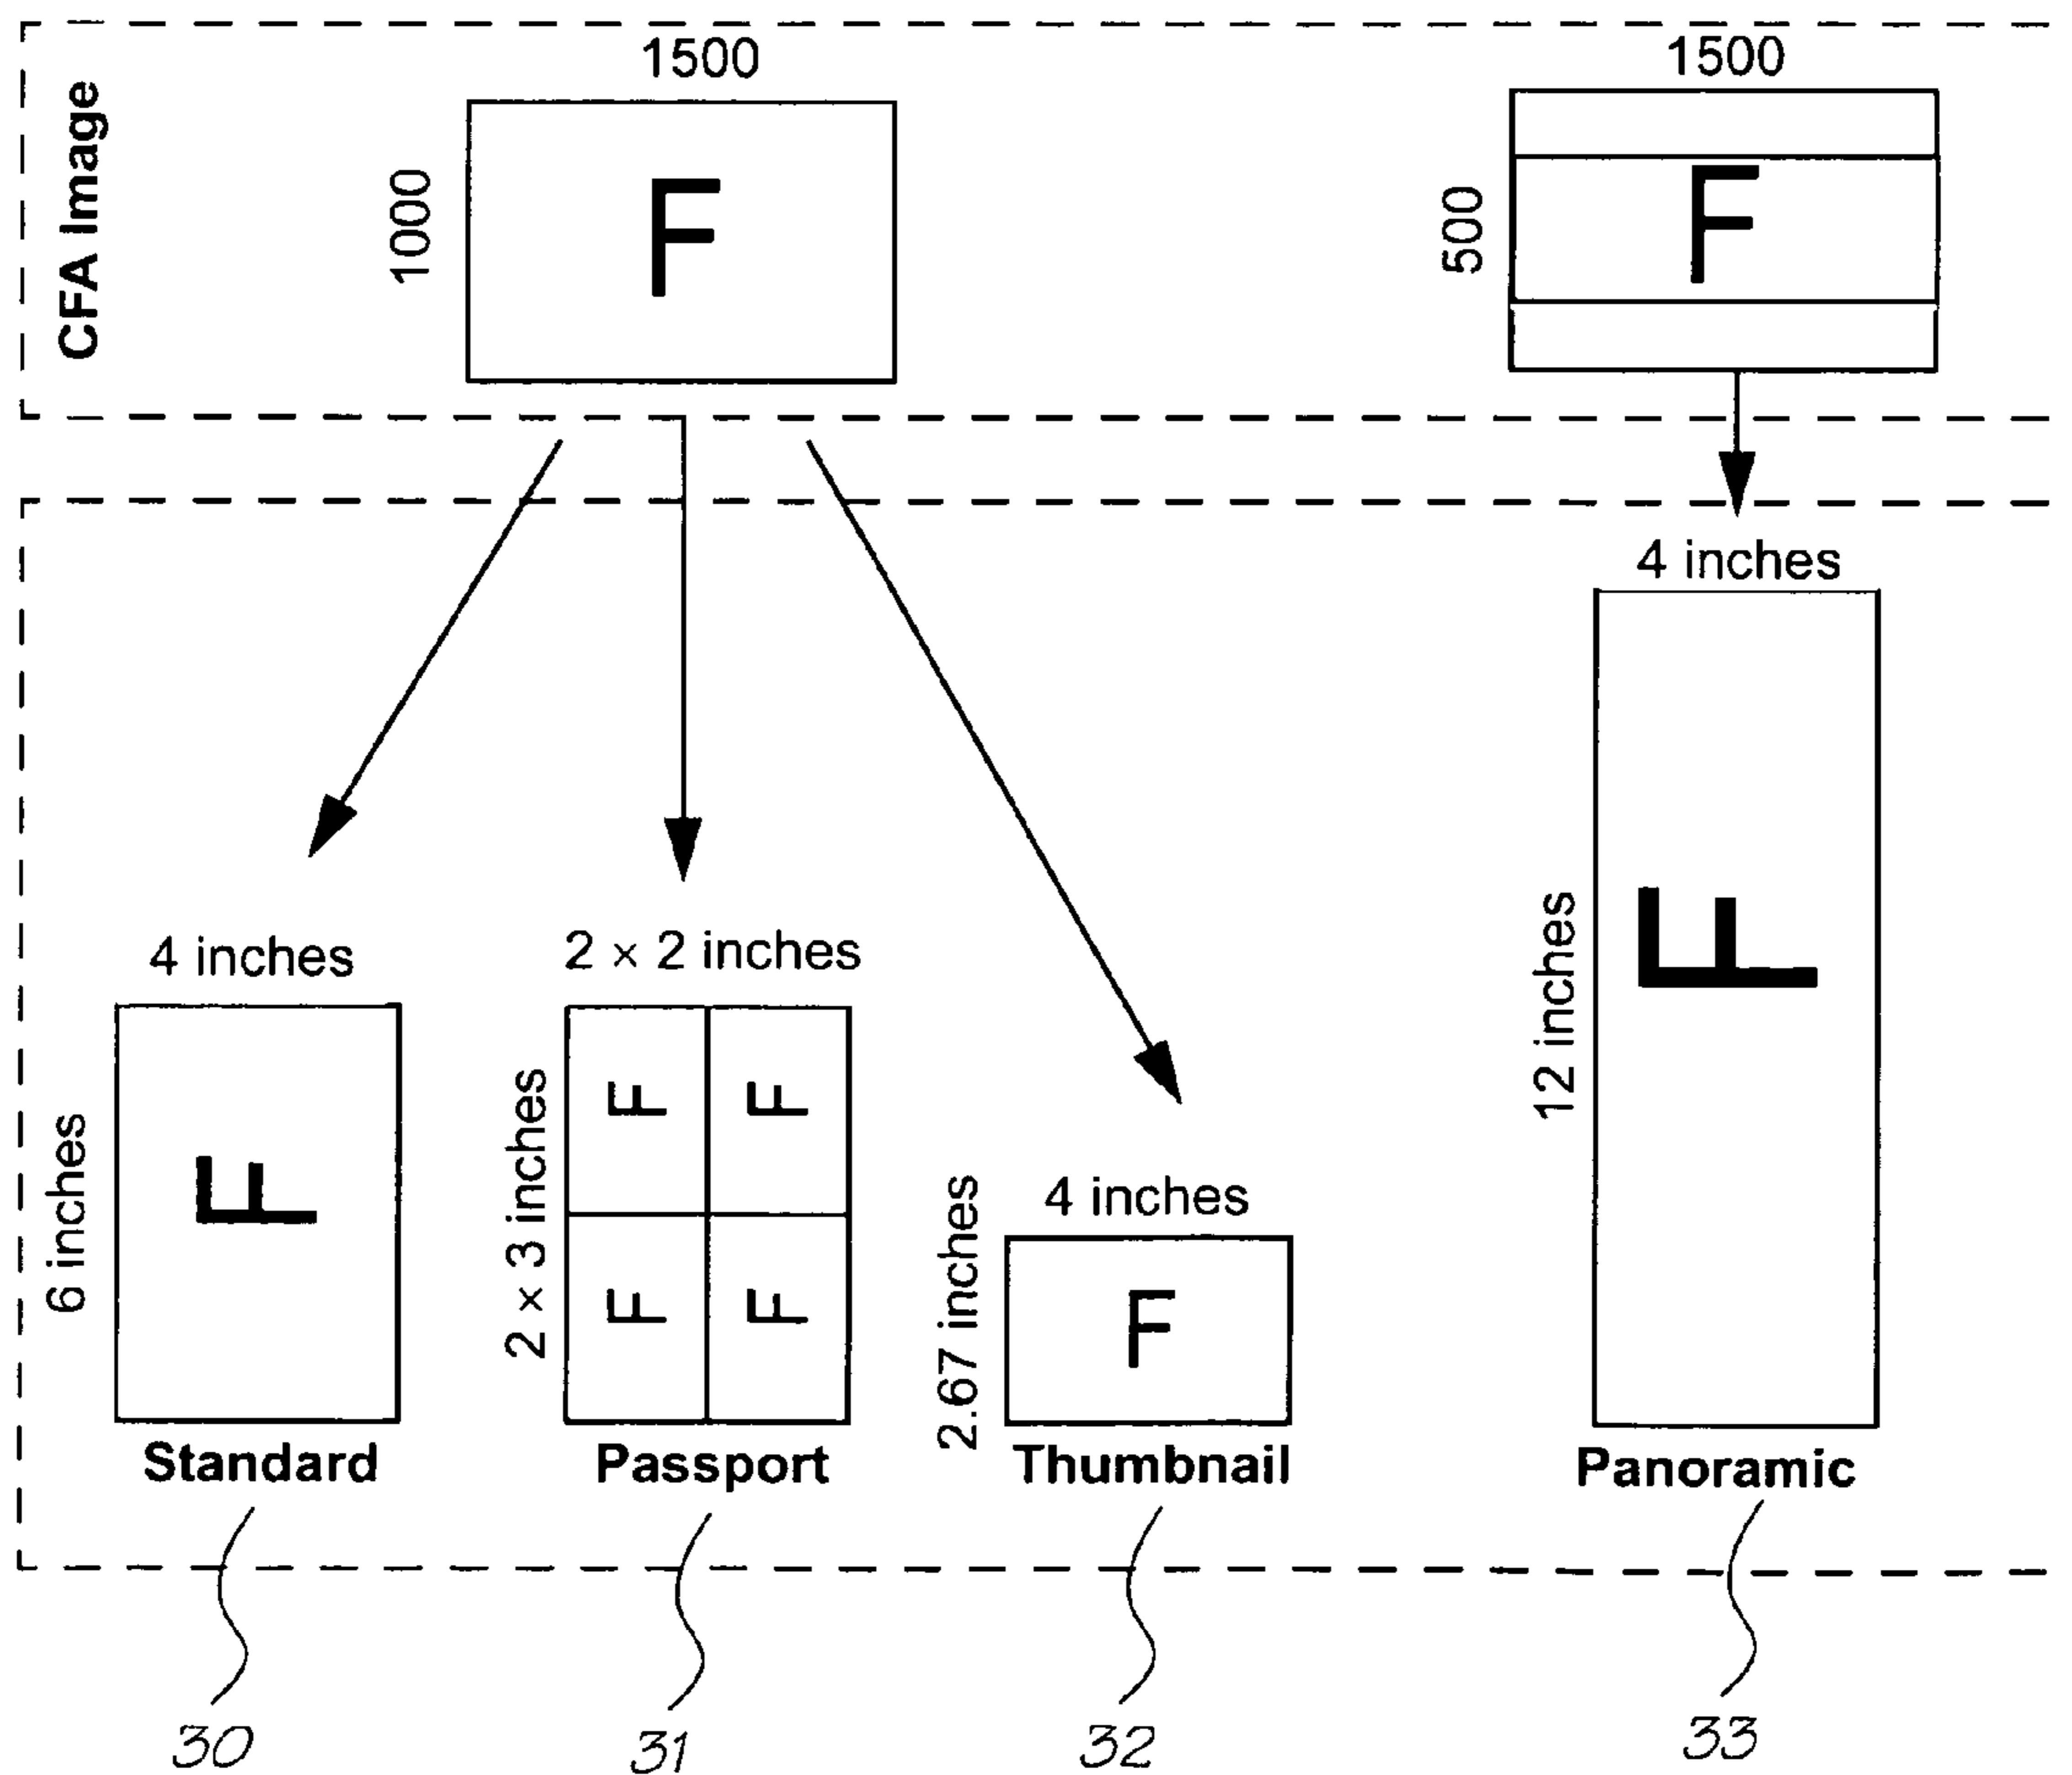 CFA Image
1500
1000
F
1500
500
F
4 inches
6 inches
F
Standard
2 × 2 inches
2 × 3 inches
F F
F F
Passport
4 inches
2.67 inches
F
Thumbnail
4 inches
12 inches
F
Panoramic
30
31
32
33